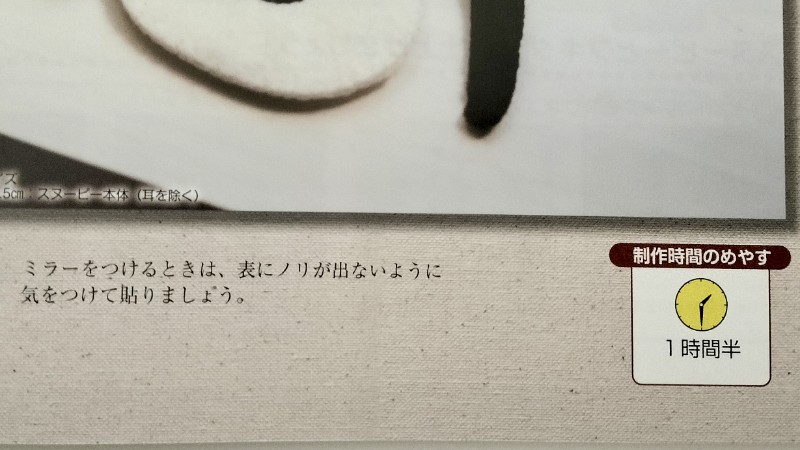 イズ
.5cm：スヌーピー本体（耳を除く）
ミラーをつけるときは、表にノリが出ないように
気をつけて貼りましょう。
制作時間のめやす
1時間半